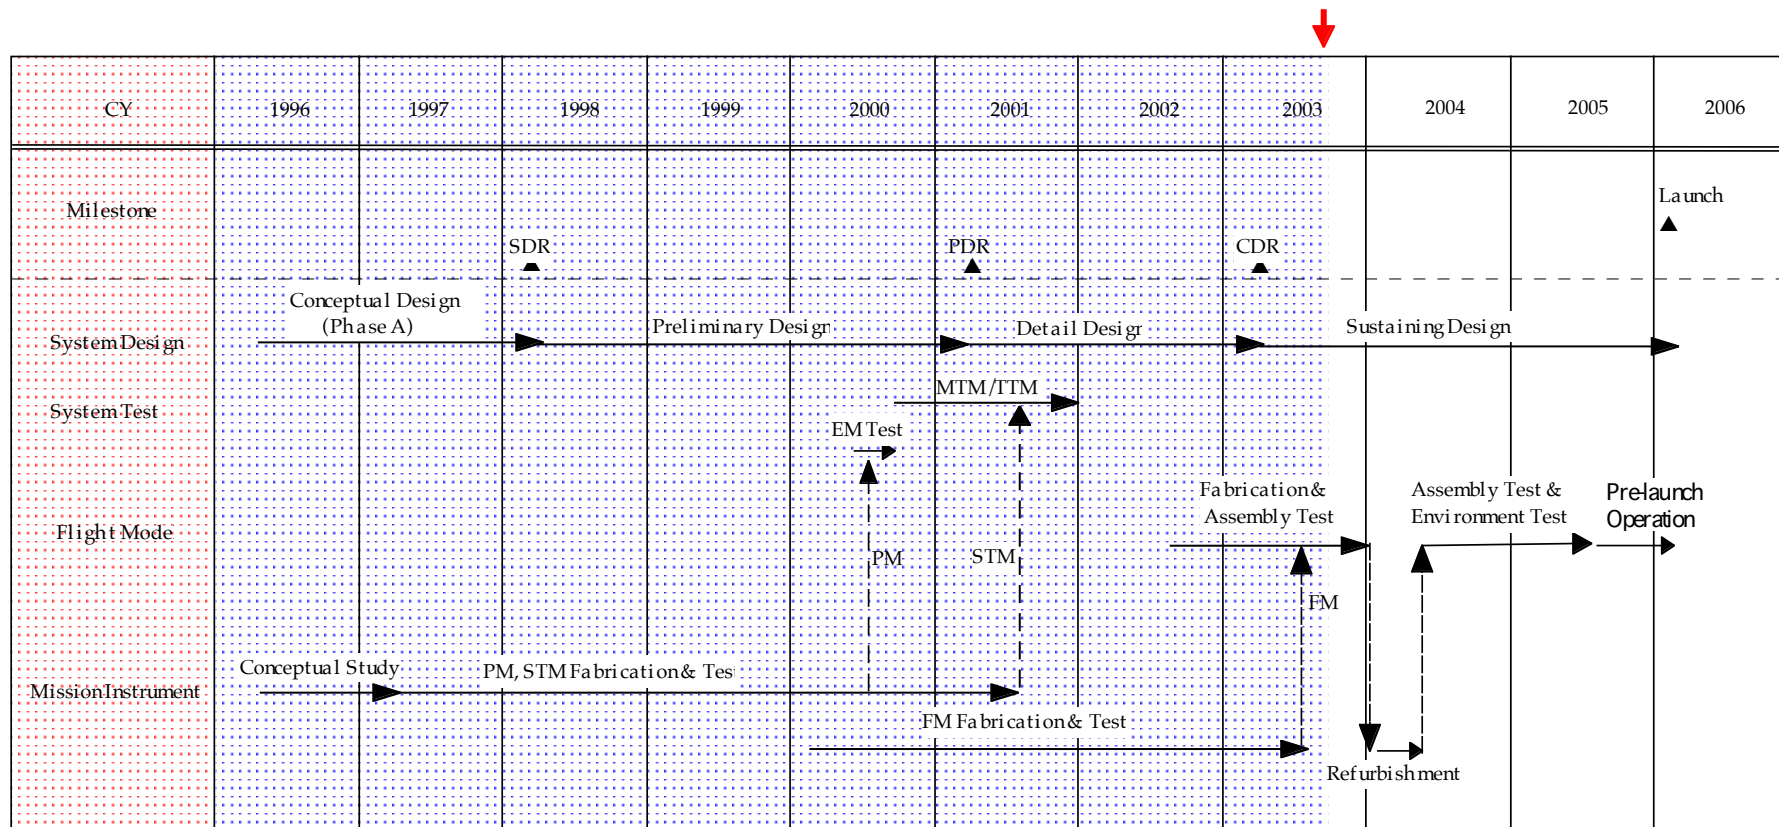 CY 1996 1997 1998 1999 2000 2001 2002 2003 2004 2005 2006
Milestone
Launch
SDR PDR CDR
Conceptual Design
(Phase A)
Preliminary Design
Detail Design
Sustaining Design
System Design
MTM/TTM
System Test
EM Test
Fabrication &
Assembly Test
Assembly Test &
Environment Test
Pre-launch
Operation
Flight Mode
PM
STM
FM
Conceptual Study
PM, STM Fabrication & Tes
Mission Instrument
FM Fabrication & Test
Refurbishment